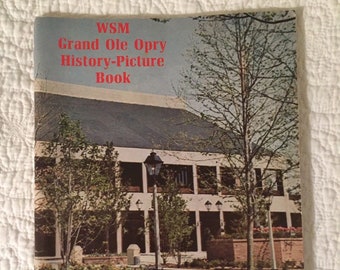 WSM
Grand Ole Opry
History-Picture
Book